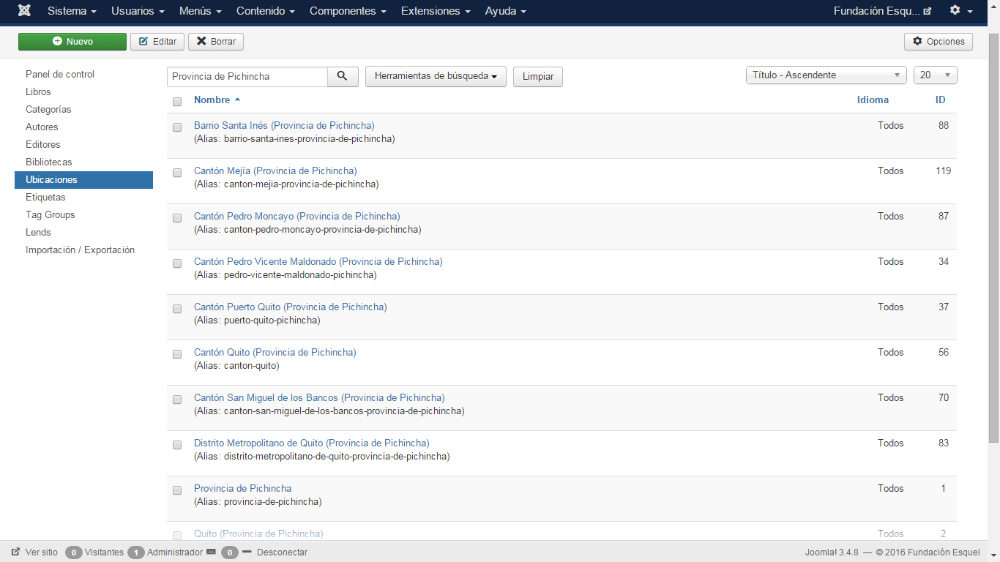 Sistema Usuarios Menús Contenido Componentes Extensiones Ayuda Fundación Esqu...
Nuevo Editar Borrar Opciones
Panel de control
Libros
Categorías
Autores
Editores
Bibliotecas
Ubicaciones
Etiquetas
Tag Groups
Lends
Importación / Exportación
Provincia de Pichincha Herramientas de búsqueda Limpiar Título - Ascendente 20
Nombre Idioma ID
Barrio Santa Inés (Provincia de Pichincha) Todos 88
(Alias: barrio-santa-ines-provincia-de-pichincha)
Cantón Mejía (Provincia de Pichincha) Todos 119
(Alias: canton-mejia-provincia-de-pichincha)
Cantón Pedro Moncayo (Provincia de Pichincha) Todos 87
(Alias: canton-pedro-moncayo-provincia-de-pichincha)
Cantón Pedro Vicente Maldonado (Provincia de Pichincha) Todos 34
(Alias: pedro-vicente-maldonado-pichincha)
Cantón Puerto Quito (Provincia de Pichincha) Todos 37
(Alias: puerto-quito-pichincha)
Cantón Quito (Provincia de Pichincha) Todos 56
(Alias: canton-quito)
Cantón San Miguel de los Bancos (Provincia de Pichincha) Todos 70
(Alias: canton-san-miguel-de-los-bancos-provincia-de-pichincha)
Distrito Metropolitano de Quito (Provincia de Pichincha) Todos 83
(Alias: distrito-metropolitano-de-quito-provincia-de-pichincha)
Provincia de Pichincha Todos 1
(Alias: provincia-de-pichincha)
Quito (Provincia de Pichincha) Todos 2
Ver sitio 0 Visitantes 1 Administrador 0 Desconectar Joomla! 3.4.8 — © 2016 Fundación Esquel